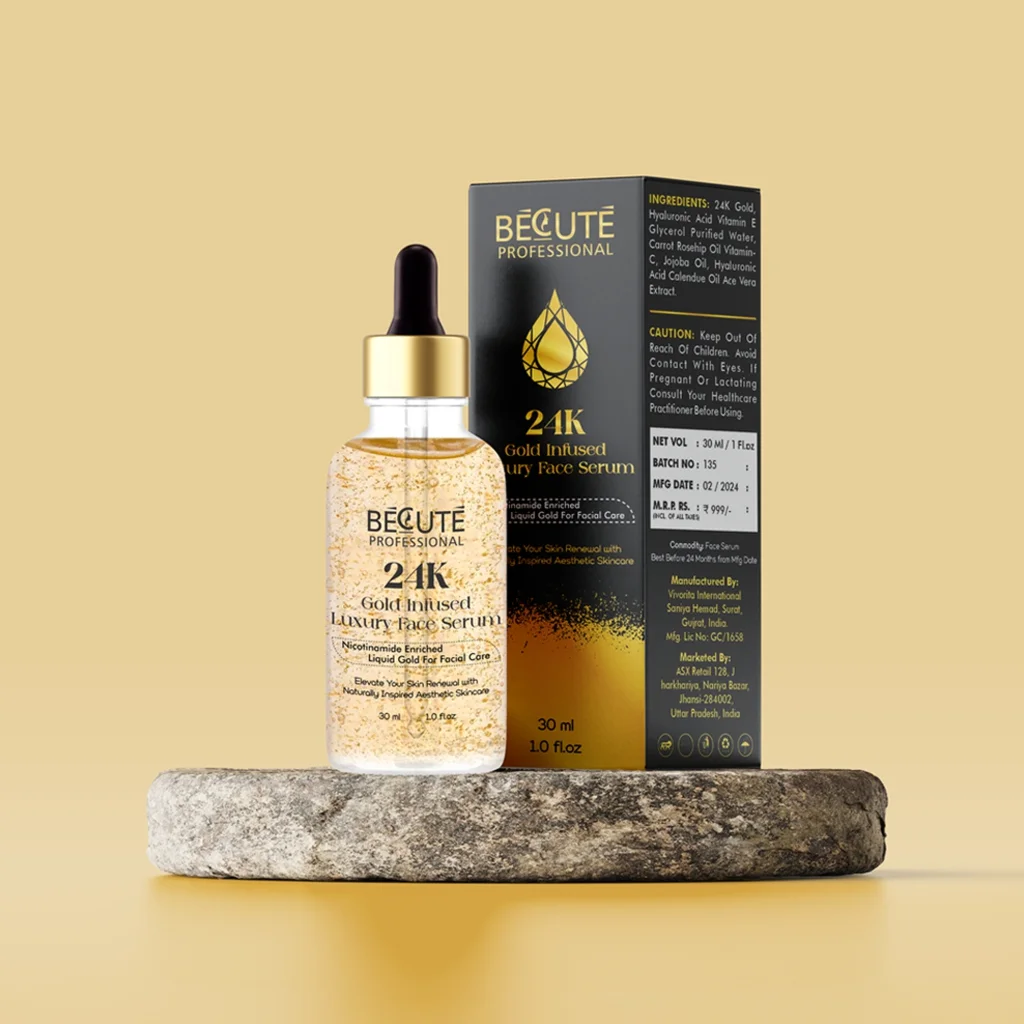 BÉCUTÉ
PROFESSIONAL
24K
Gold Infused
Luxury Face Serum
Nicotinamide Enriched
Liquid Gold For Facial Care
Elevate Your Skin Renewal with
Naturally Inspired Aesthetic Skincare
30 ml 1.0 fl.oz
BÉCUTÉ
PROFESSIONAL
24K
Gold Infused
ury Face Serum
inamide Enriched
Liquid Gold For Facial Care
ate Your Skin Renewal with
ly Inspired Aesthetic Skincare
30 ml
1.0 fl.oz
INGREDIENTS: 24K Gold,
Hyaluronic Acid Vitamin E
Glycerol Purified Water,
Carrot Rosehip Oil Vitamin-
C, Jojoba Oil, Hyaluronic
Acid Calendue Oil Ace Vera
Extract.
CAUTION: Keep Out Of
Reach Of Children. Avoid
Contact With Eyes. If
Pregnant Or Lactating
Consult Your Healthcare
Practitioner Before Using.
NET VOL : 30 Ml / 1 Fl.oz
BATCH NO : 135 :
MFG DATE : 02 / 2024 :
M.R.P. RS. : ₹ 999/- :
(INCL. OF ALL TAXES)
Commodity: Face Serum
Best Before 24 Months from Mfg Date
Manufactured By:
Vivorita International
Saniya Hemad, Surat,
Gujrat, India.
Mfg. Lic No: GC/1658
Marketed By:
ASX Retail 128, J
harkhariya, Nariya Bazar,
Jhansi-284002,
Uttar Pradesh, India